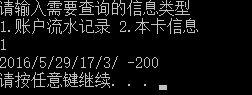 请输入需要查询的信息类型
1.账户流水记录 2.本卡信息
1
2016/5/29/17/3/ -200
请按任意键继续. . .